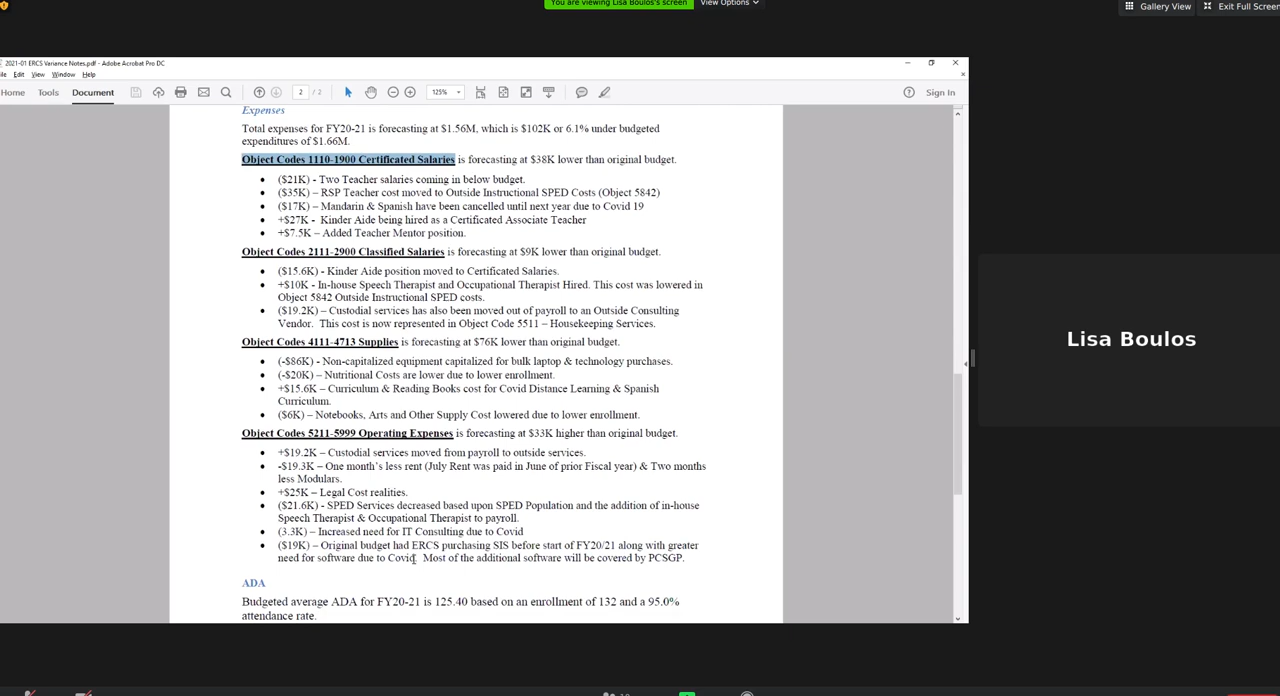 You are viewing Lisa Boulos's screen
View Options
Gallery View
Exit Full Screen
2021-01 ERCS Variance Notes.pdf - Adobe Acrobat Pro DC
Edit View Window Help
Home Tools Document 2 / 2 125% Sign In
Expenses
Total expenses for FY20-21 is forecasting at $1.56M, which is $102K or 6.1% under budgeted
expenditures of $1.66M.
Object Codes 1110-1900 Certificated Salaries is forecasting at $38K lower than original budget.
• ($21K) - Two Teacher salaries coming in below budget.
• ($35K) – RSP Teacher cost moved to Outside Instructional SPED Costs (Object 5842)
• ($17K) – Mandarin & Spanish have been cancelled until next year due to Covid 19
• +$27K - Kinder Aide being hired as a Certificated Associate Teacher
• +$7.5K – Added Teacher Mentor position.
Object Codes 2111-2900 Classified Salaries is forecasting at $9K lower than original budget.
• ($15.6K) - Kinder Aide position moved to Certificated Salaries.
• +$10K - In-house Speech Therapist and Occupational Therapist Hired. This cost was lowered in
Object 5842 Outside Instructional SPED costs.
• ($19.2K) – Custodial services has also been moved out of payroll to an Outside Consulting
Vendor. This cost is now represented in Object Code 5511 – Housekeeping Services.
Object Codes 4111-4713 Supplies is forecasting at $76K lower than original budget.
• (-$86K) - Non-capitalized equipment capitalized for bulk laptop & technology purchases.
• (-$20K) - Nutritional Costs are lower due to lower enrollment.
• +$15.6K – Curriculum & Reading Books cost for Covid Distance Learning & Spanish
Curriculum.
• ($6K) – Notebooks, Arts and Other Supply Cost lowered due to lower enrollment.
Object Codes 5211-5999 Operating Expenses is forecasting at $33K higher than original budget.
• +$19.2K – Custodial services moved from payroll to outside services.
• -$19.3K – One month's less rent (July Rent was paid in June of prior Fiscal year) & Two months
less Modulars.
• +$25K – Legal Cost realities.
• ($21.6K) - SPED Services decreased based upon SPED Population and the addition of in-house
Speech Therapist & Occupational Therapist to payroll.
• (3.3K) – Increased need for IT Consulting due to Covid
• ($19K) – Original budget had ERCS purchasing SIS before start of FY20/21 along with greater
need for software due to Covid. Most of the additional software will be covered by PCSGP.
ADA
Budgeted average ADA for FY20-21 is 125.40 based on an enrollment of 132 and a 95.0%
attendance rate.
Lisa Boulos